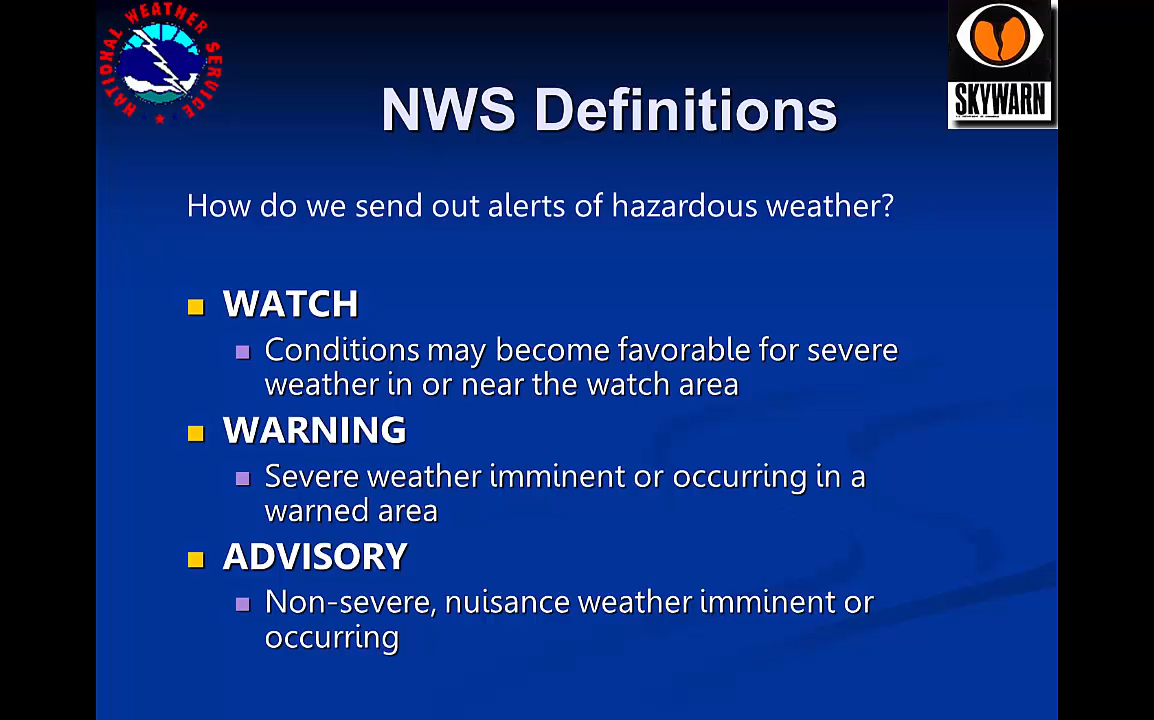 NATIONAL WEATHER SERVICE
SKYWARN
NWS Definitions
How do we send out alerts of hazardous weather?
WATCH
Conditions may become favorable for severe
weather in or near the watch area
WARNING
Severe weather imminent or occurring in a
warned area
ADVISORY
Non-severe, nuisance weather imminent or
occurring